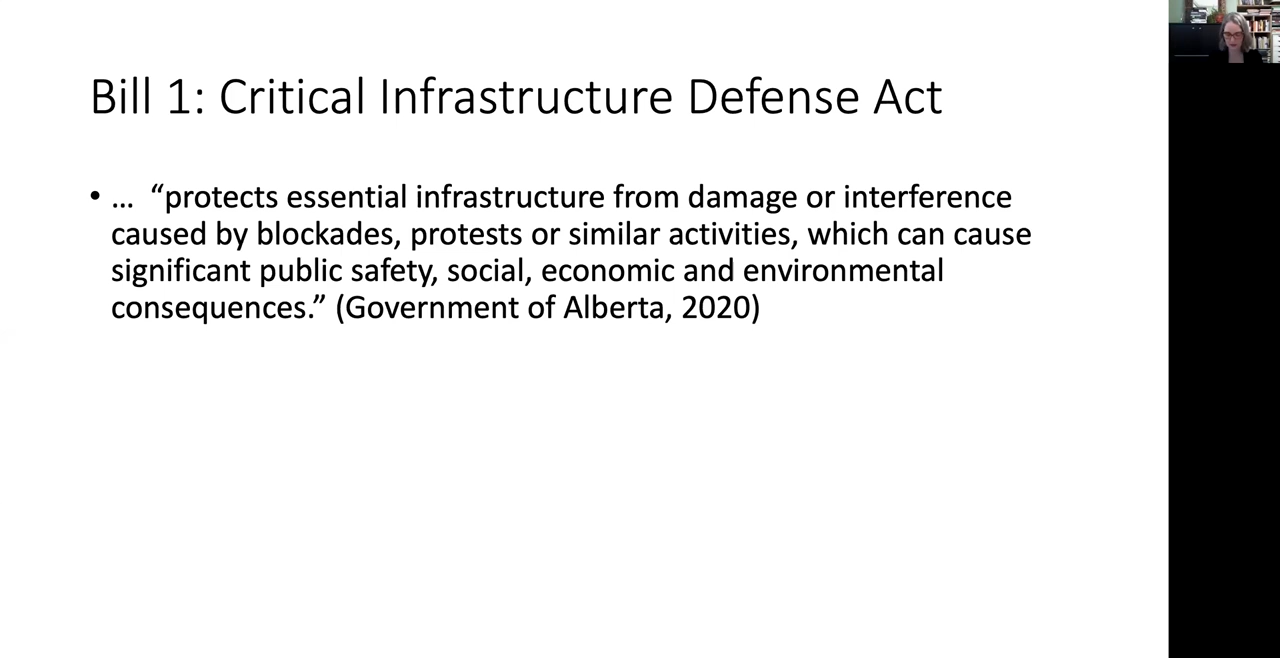 Bill 1: Critical Infrastructure Defense Act
• … “protects essential infrastructure from damage or interference
caused by blockades, protests or similar activities, which can cause
significant public safety, social, economic and environmental
consequences.” (Government of Alberta, 2020)